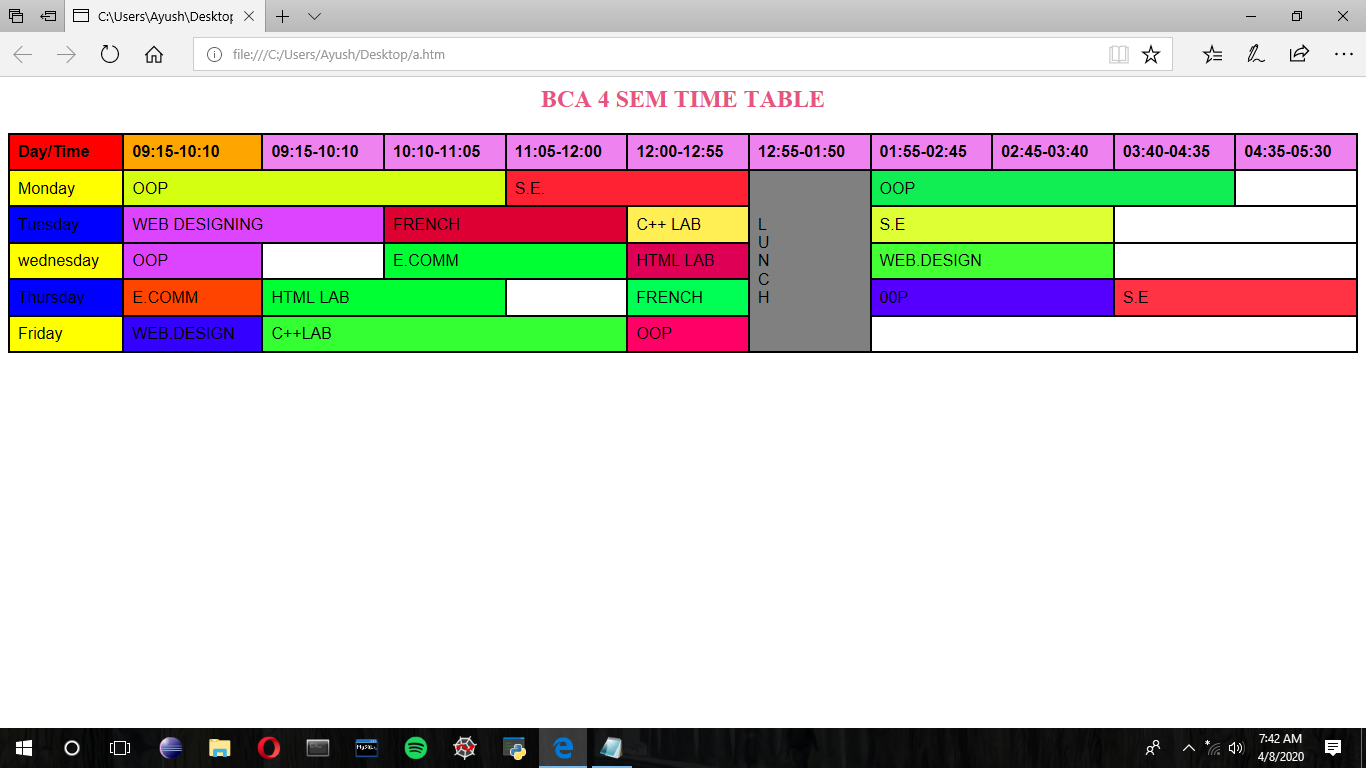 C:\Users\Ayush\Desktop
file:///C:/Users/Ayush/Desktop/a.htm
BCA 4 SEM TIME TABLE
Day/Time 09:15-10:10 09:15-10:10 10:10-11:05 11:05-12:00 12:00-12:55 12:55-01:50 01:55-02:45 02:45-03:40 03:40-04:35 04:35-05:30
Monday OOP S.E. OOP
Tuesday WEB DESIGNING FRENCH C++ LAB S.E
wednesday OOP E.COMM HTML LAB WEB.DESIGN
Thursday E.COMM HTML LAB FRENCH 00P S.E
Friday WEB.DESIGN C++LAB OOP
L
U
N
C
H
MySQL
7:42 AM
4/8/2020